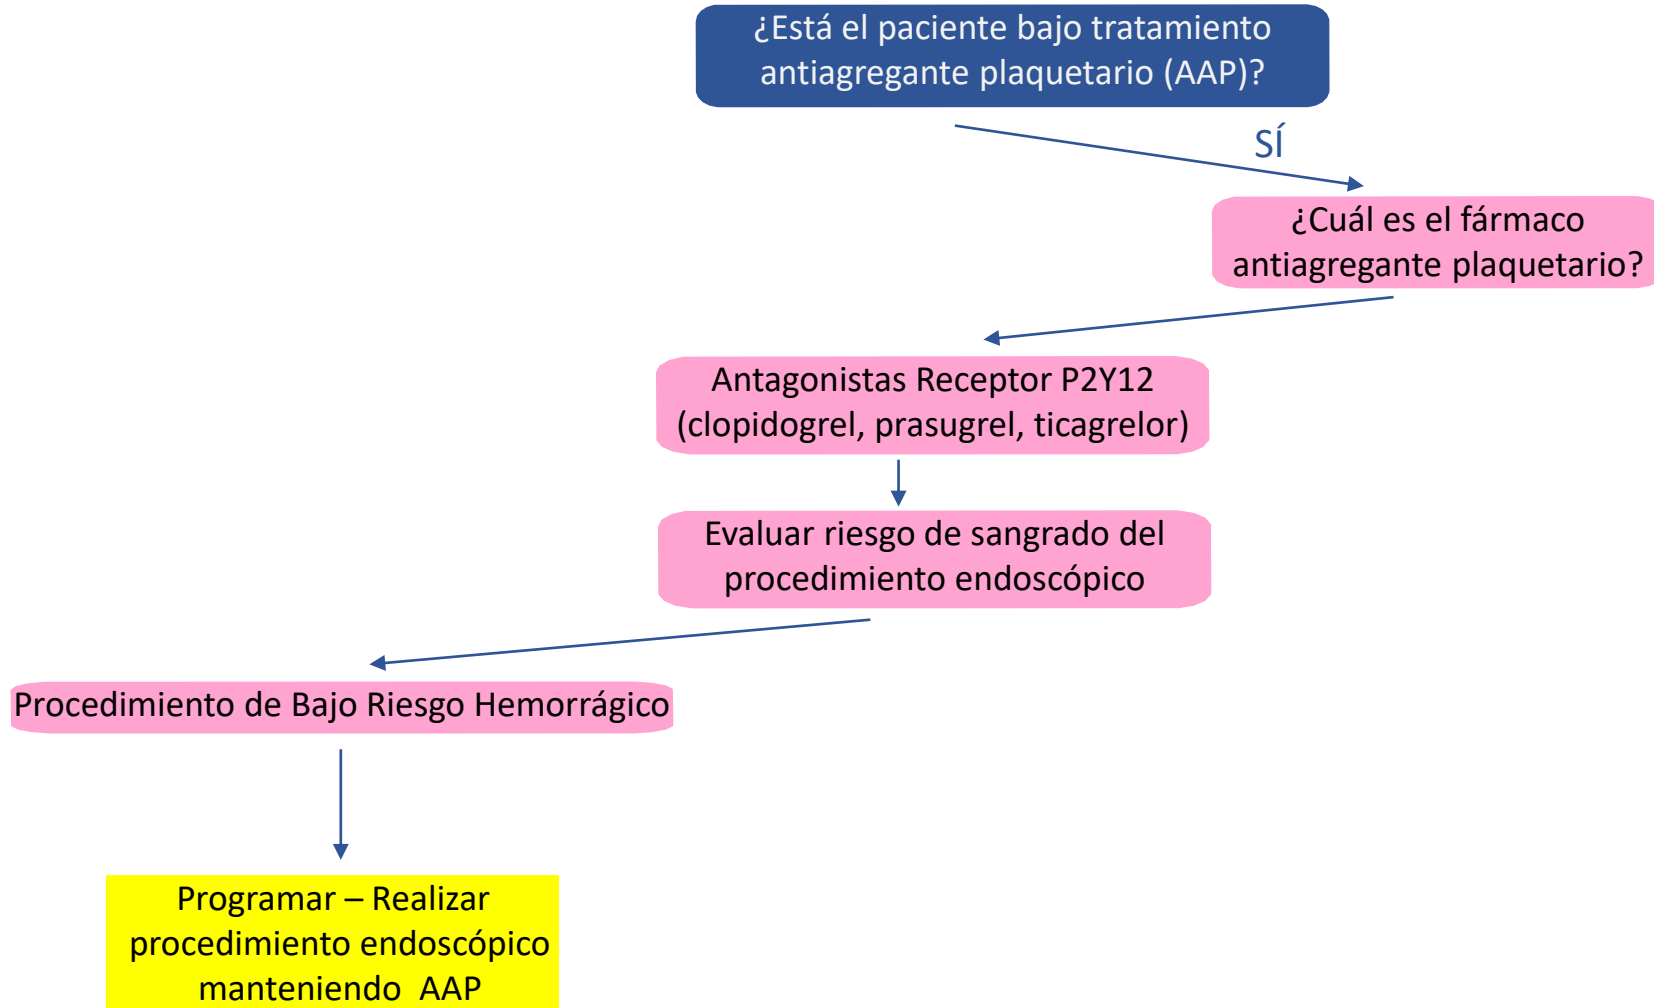 ¿Está el paciente bajo tratamiento
antiagregante plaquetario (AAP)?
SÍ
¿Cuál es el fármaco
antiagregante plaquetario?
Antagonistas Receptor P2Y12
(clopidogrel, prasugrel, ticagrelor)
Evaluar riesgo de sangrado del
procedimiento endoscópico
Procedimiento de Bajo Riesgo Hemorrágico
Programar – Realizar
procedimiento endoscópico
manteniendo AAP